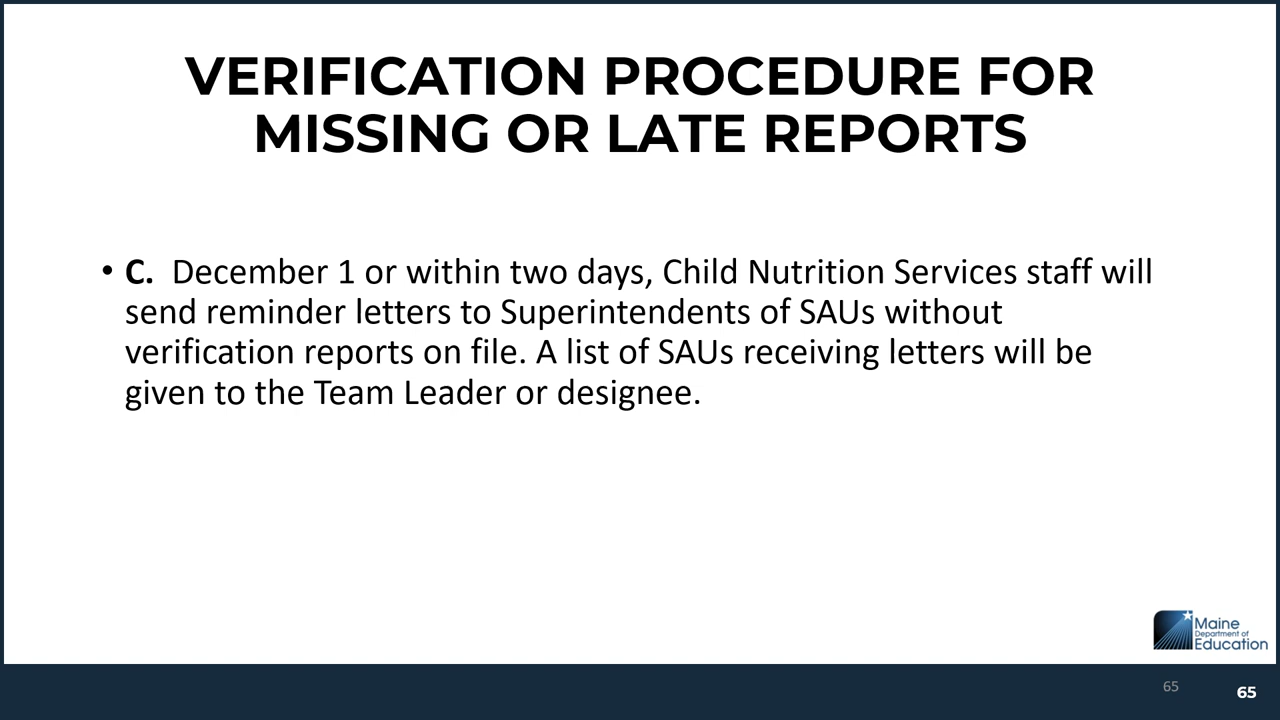 VERIFICATION PROCEDURE FOR
MISSING OR LATE REPORTS
• C.  December 1 or within two days, Child Nutrition Services staff will
send reminder letters to Superintendents of SAUs without
verification reports on file. A list of SAUs receiving letters will be
given to the Team Leader or designee.
Maine
Department of
Education
65
65